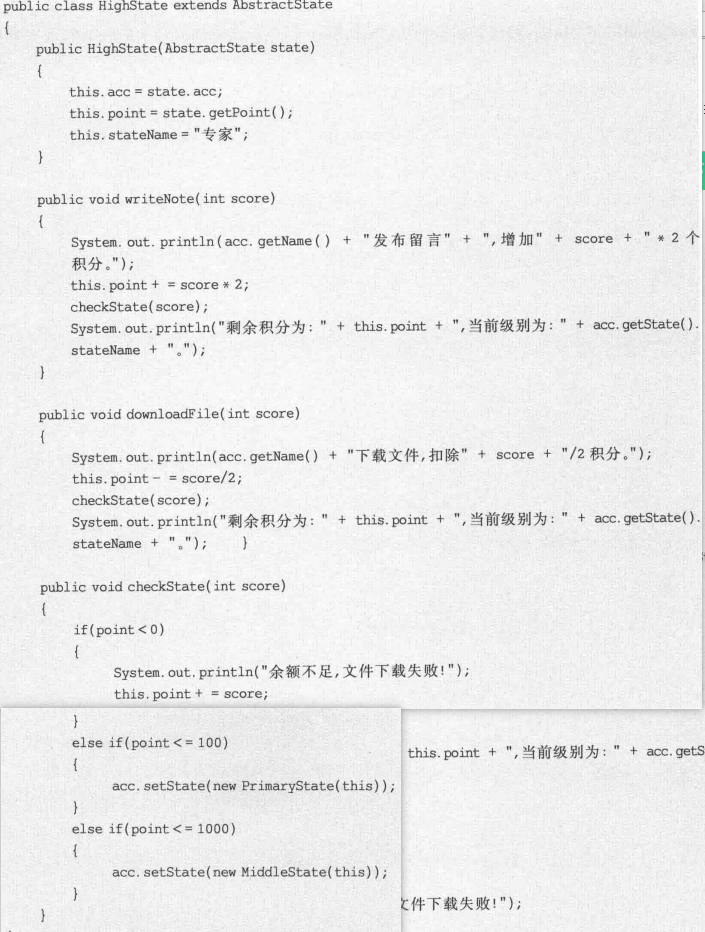 public class HighState extends AbstractState
{
public HighState(AbstractState state)
{
this.acc = state.acc;
this.point = state.getPoint();
this.stateName = "专家";
}
public void writeNote(int score)
{
System.out.println(acc.getName() + "发布留言" + ",增加" + score + "*2个
积分。");
this.point+ = score * 2;
checkState(score);
System.out.println("剩余积分为:" + this.point + ",当前级别为:" + acc.getState().
stateName + "。");
}
public void downloadFile(int score)
{
System.out.println(acc.getName() + "下载文件,扣除" + score + "/2积分。");
this.point- = score/2;
checkState(score);
System.out.println("剩余积分为:" + this.point + ",当前级别为:" + acc.getState().
stateName + "。"); }
public void checkState(int score)
{
if(point<0)
{
System.out.println("余额不足,文件下载失败!");
this.point+ = score;
}
else if(point<= 100)
{
this.point + ",当前级别为:" + acc.getS
acc.setState(new PrimaryState(this));
}
else if(point<= 1000)
{
acc.setState(new MiddleState(this));
}
件下载失败!");
}